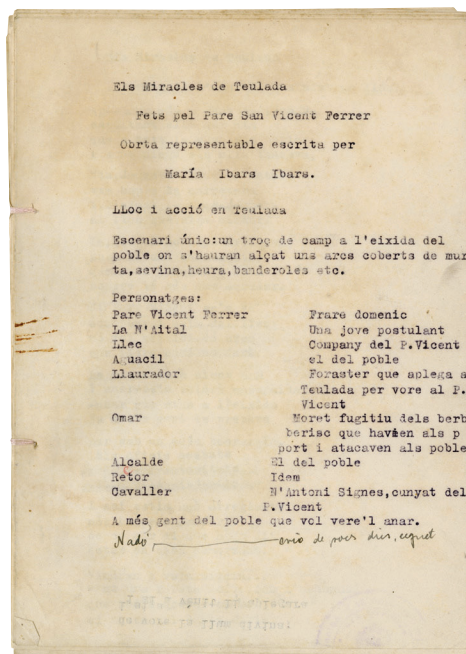 Els Miracles de Teulada
Fets pel Pare San Vicent Ferrer
Obrta representable escrita per
María Ibars Ibars.
LLoc i acció en Teulada
Escenari únic:un troç de camp a l'eixida del
poble on s'hauran alçat uns arcs coberts de mur
ta,sevina,heura,banderoles etc.
Personatges:
Pare Vicent Ferrer Frare domenic
La N'Aital Una jove postulant
Llec Company del P.Vicent
Aguacil el del poble
Llaurador Foraster que aplega a
Teulada per vore al P.
Vicent
Omar Moret fugitiu dels berb
berisc que havien als p
port i atacaven als poble
Alcalde El del poble
Retor Idem
Cavaller N'Antoni Signes,cunyat del
P.Vicent
A més gent del poble que vol vere'l anar.
Nadó de dies, ceguet